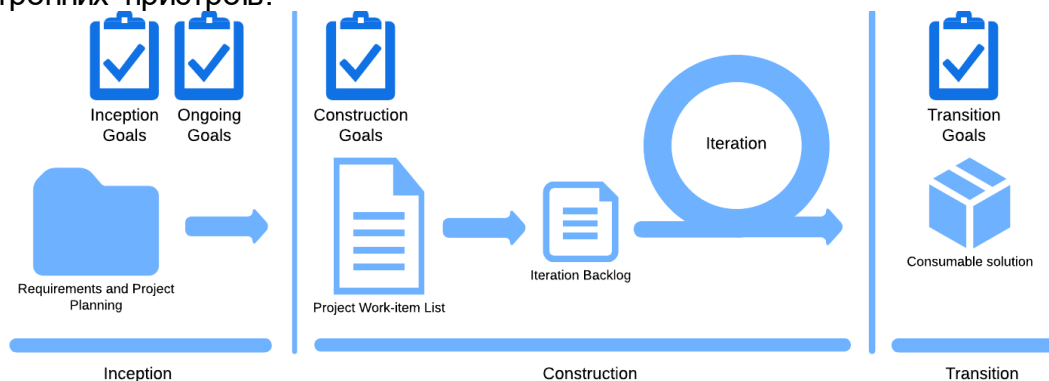 пристроїв.
Inception
Goals
Ongoing
Goals
Construction
Goals
Iteration
Transition
Goals
Requirements and Project
Planning
Project Work-item List
Iteration Backlog
Consumable solution
Inception
Construction
Transition